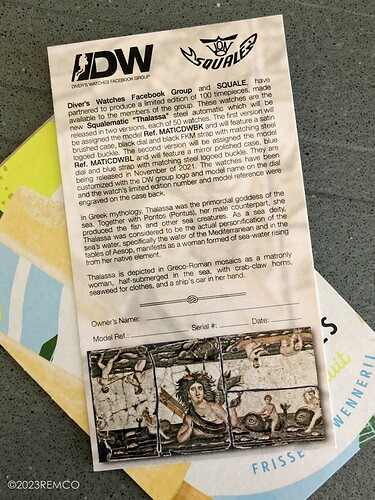 DW
DIVER'S WATCHES FACEBOOK GROUP
VON
SQUALE
Diver's Watches Facebook Group and SQUALE, have
partnered to produce a limited edition of 100 timepieces, made
available to the members of the group. These watches are the
new Squalematic "Thalassa" steel automatic which will be
released in two versions, each of 50 watches. The first version will
be assigned the model Ref. MATICDWBK and will feature a satin
brushed case, black dial and black FKM strap with matching steel
logoed buckle. The second version will be assigned the model
Ref. MATICDWBL and will feature a mirror polished case, blue
dial and blue strap with matching steel logoed buckle. They are
being released in November of 2021. The watches have been
customized with the DW group logo and model name on the dial
and the watch's limited edition number and model reference were
engraved on the case back.
In Greek mythology, Thalassa was the primordial goddess of the
sea. Together with Pontos (Pontus), her male counterpart, she
produced the fish and other sea creatures. As a sea deity,
Thalassa was considered to be the actual personification of the
sea's water, specifically the water of the Mediterranean and in the
fables of Aesop, manifests as a woman formed of sea-water rising
from her native element.
Thalassa is depicted in Greco-Roman mosaics as a matronly
woman, half-submerged in the sea, with crab-claw horns,
seaweed for clothes, and a ship's oar in her hand.
Owner's Name:
Model Ref.: Serial #: Date:
FRISSE
WENNERIJ
©2023REMCO